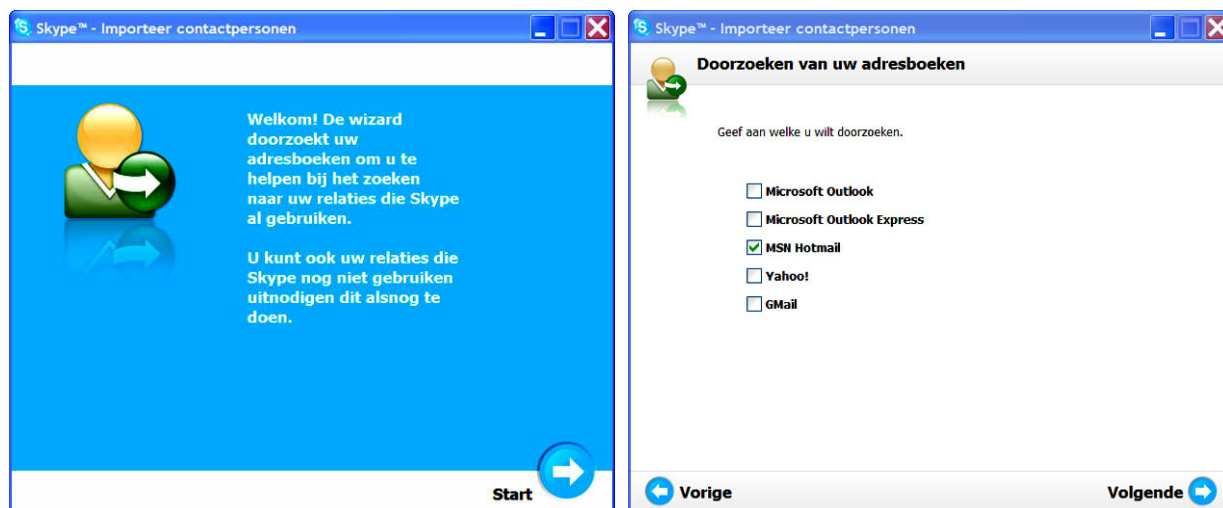 Skype™ - Importeer contactpersonen
Welkom! De wizard
doorzoekt uw
adresboeken om u te
helpen bij het zoeken
naar uw relaties die Skype
al gebruiken.
U kunt ook uw relaties die
Skype nog niet gebruiken
uitnodigen dit alsnog te
doen.
Start
Skype™ - Importeer contactpersonen
Doorzoeken van uw adresboeken
Geef aan welke u wilt doorzoeken.
Microsoft Outlook
Microsoft Outlook Express
MSN Hotmail
Yahoo!
GMail
Vorige
Volgende